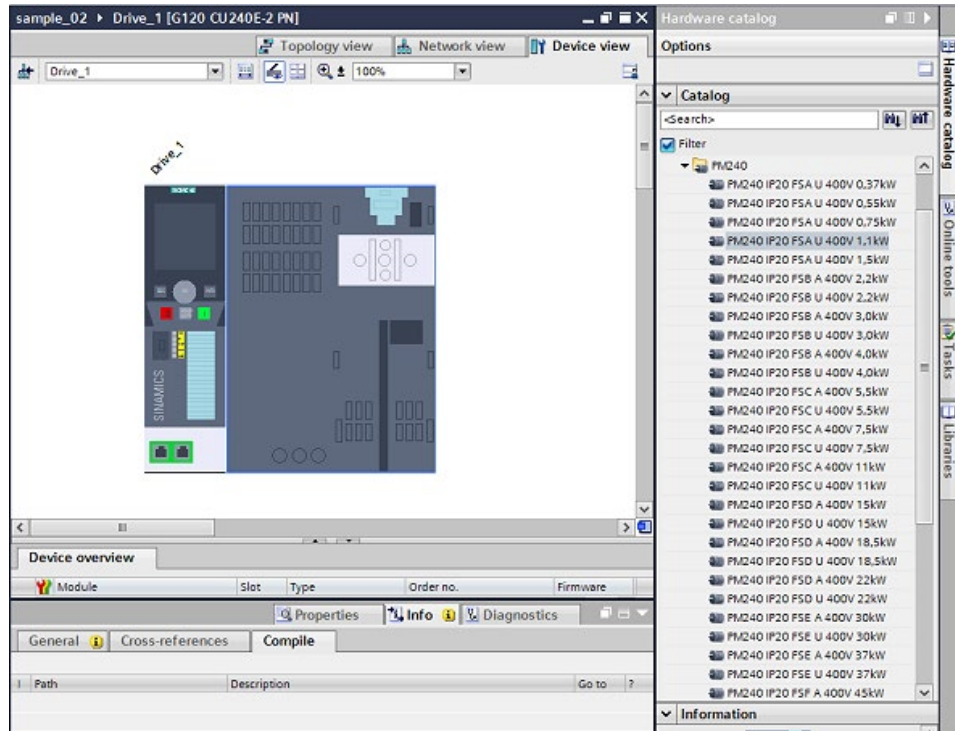 sample_02 ▸ Drive_1 [G120 CU240E-2 PN]
Topology view
Network view
Device view
Drive_1
100%
Drive_1
SIEMENS
SINAMICS
Device overview
Module
Slot
Type
Order no.
Firmware
Properties
Info
Diagnostics
General
Cross-references
Compile
!
Path
Description
Go to
?
Hardware catalog
Options
Catalog
<Search>
Filter
PM240
PM240 IP20 FSA U 400V 0,37kW
PM240 IP20 FSA U 400V 0,55kW
PM240 IP20 FSA U 400V 0,75kW
PM240 IP20 FSA U 400V 1,1kW
PM240 IP20 FSA U 400V 1,5kW
PM240 IP20 FSB A 400V 2,2kW
PM240 IP20 FSB U 400V 2,2kW
PM240 IP20 FSB A 400V 3,0kW
PM240 IP20 FSB U 400V 3,0kW
PM240 IP20 FSB A 400V 4,0kW
PM240 IP20 FSB U 400V 4,0kW
PM240 IP20 FSC A 400V 5,5kW
PM240 IP20 FSC U 400V 5,5kW
PM240 IP20 FSC A 400V 7,5kW
PM240 IP20 FSC U 400V 7,5kW
PM240 IP20 FSC A 400V 11kW
PM240 IP20 FSC U 400V 11kW
PM240 IP20 FSD A 400V 15kW
PM240 IP20 FSD U 400V 15kW
PM240 IP20 FSD A 400V 18,5kW
PM240 IP20 FSD U 400V 18,5kW
PM240 IP20 FSD A 400V 22kW
PM240 IP20 FSD U 400V 22kW
PM240 IP20 FSE A 400V 30kW
PM240 IP20 FSE U 400V 30kW
PM240 IP20 FSE A 400V 37kW
PM240 IP20 FSE U 400V 37kW
PM240 IP20 FSF A 400V 45kW
Information
Hardware catalog
Online tools
Tasks
Libraries